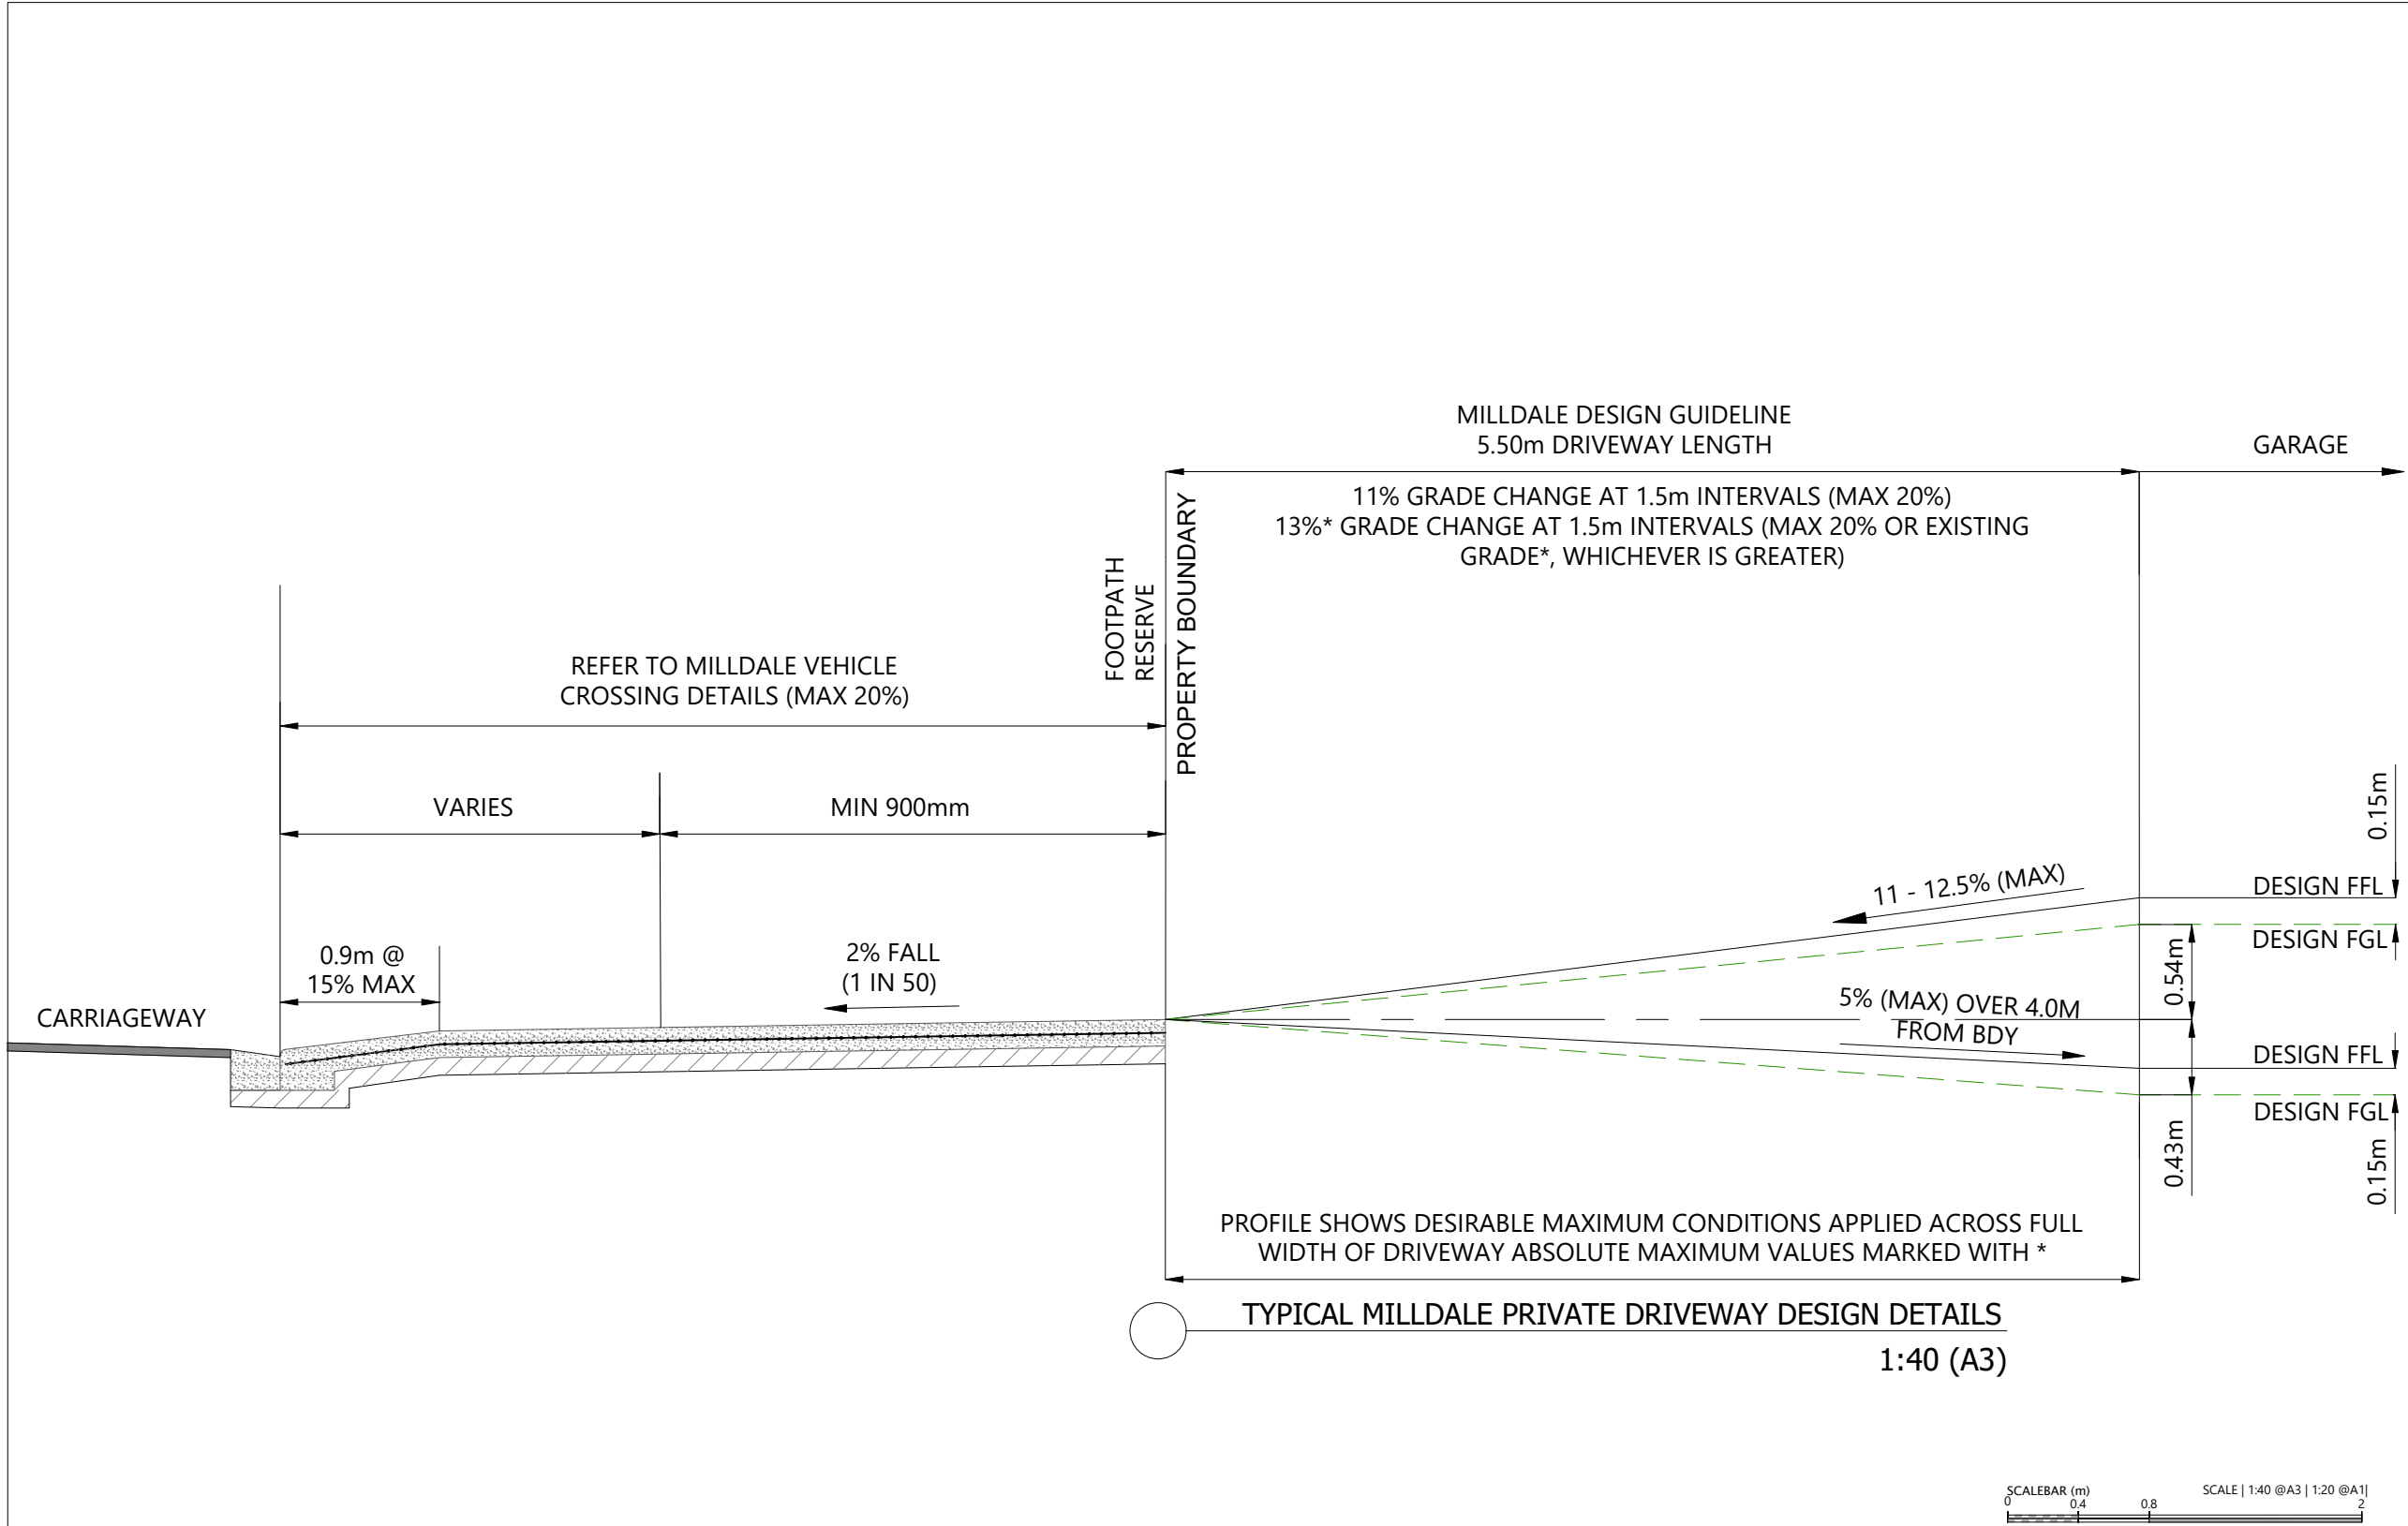 MILLDALE DESIGN GUIDELINE
5.50m DRIVEWAY LENGTH
GARAGE
11% GRADE CHANGE AT 1.5m INTERVALS (MAX 20%)
13%* GRADE CHANGE AT 1.5m INTERVALS (MAX 20% OR EXISTING
GRADE*, WHICHEVER IS GREATER)
FOOTPATH
RESERVE
PROPERTY BOUNDARY
REFER TO MILLDALE VEHICLE
CROSSING DETAILS (MAX 20%)
VARIES
MIN 900mm
0.15m
11 - 12.5% (MAX)
DESIGN FFL
DESIGN FGL
0.54m
0.9m @
15% MAX
2% FALL
(1 IN 50)
CARRIAGEWAY
5% (MAX) OVER 4.0M
FROM BDY
DESIGN FFL
DESIGN FGL
0.43m
0.15m
PROFILE SHOWS DESIRABLE MAXIMUM CONDITIONS APPLIED ACROSS FULL
WIDTH OF DRIVEWAY ABSOLUTE MAXIMUM VALUES MARKED WITH *
TYPICAL MILLDALE PRIVATE DRIVEWAY DESIGN DETAILS
1:40 (A3)
SCALEBAR (m)
SCALE | 1:40 @A3 | 1:20 @A1|
0 0.4 0.8 2